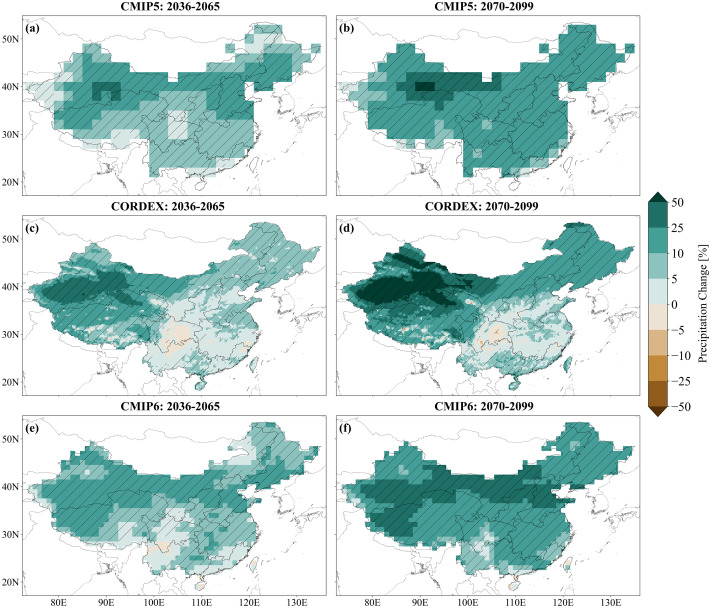 CMIP5: 2036-2065
CMIP5: 2070-2099
(a)
(b)
50N
40N
30N
20N
CORDEX: 2036-2065
CORDEX: 2070-2099
(c)
(d)
50N
40N
30N
20N
50
25
10
5
0
−5
−10
−25
−50
Precipitation Change [%]
CMIP6: 2036-2065
CMIP6: 2070-2099
(e)
(f)
50N
40N
30N
20N
80E 90E 100E 110E 120E 130E
80E 90E 100E 110E 120E 130E